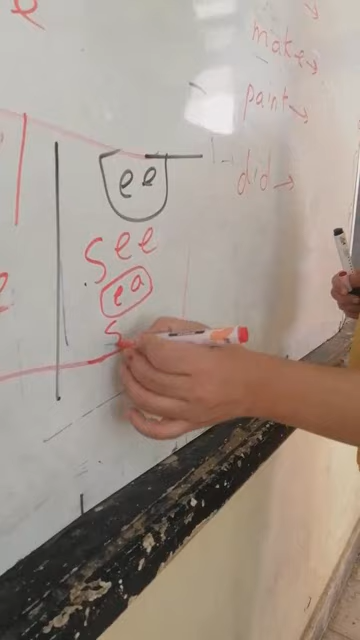 make→
paint→
did→
ee
see
ea
s